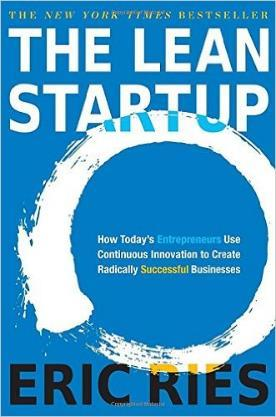 THE NEW YORK TIMES BESTSELLER
THE LEAN
STARTUP
How Today's Entrepreneurs Use
Continuous Innovation to Create
Radically Successful Businesses
ERIC RIES